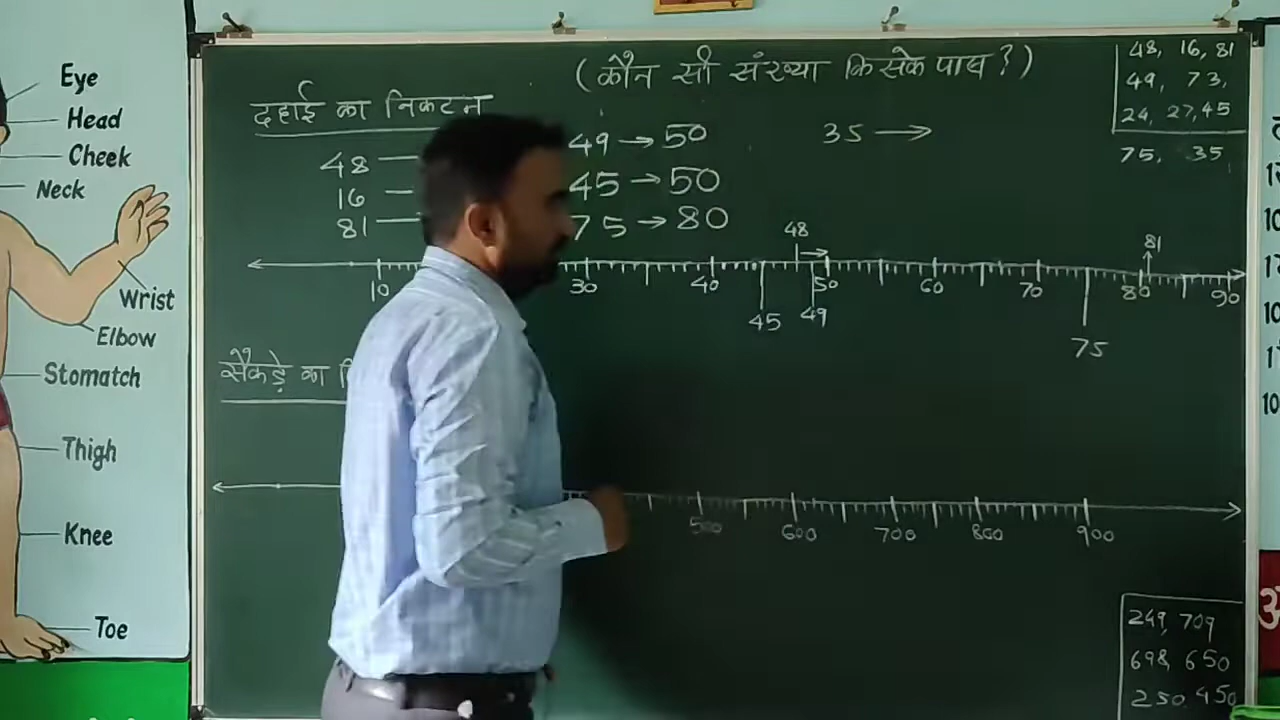 Eye
Head
Cheek
Neck
Wrist
Elbow
Stomatch
Thigh
Knee
Toe
(कौन सी संख्या किसके पास ?)
दहाई का निकटन
48
16
81
49 → 50
45 → 50
75 → 80
35 →
48, 16, 81
49, 73,
24, 27, 45
75, 35
48
81
10 30 40 50 60 70 80 90
45 49
75
सैकड़े का
500 600 700 800 900
249, 709
698, 650
250, 450